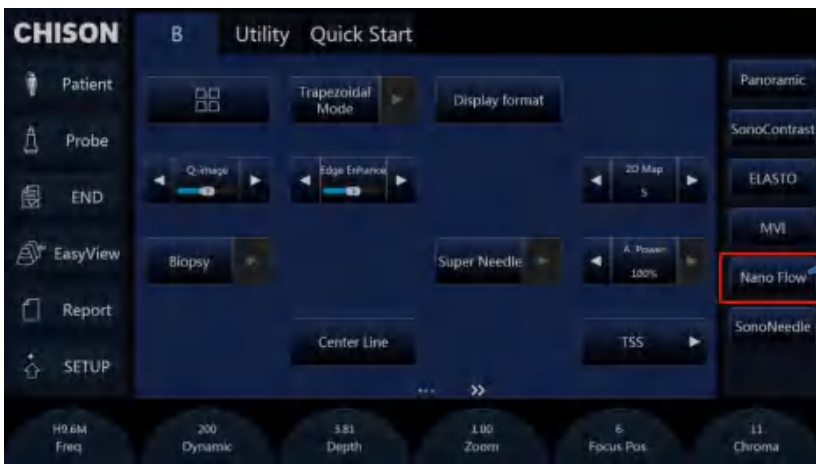 CHISON
B Utility Quick Start
Patient
Probe
END
EasyView
Report
SETUP
Trapezoidal
Mode
Display format
Q-image
Edge Enhance
2D Map
5
Biopsy
Super Needle
A. Power
100%
Center Line
TSS
... »
Panoramic
SonoContrast
ELASTO
MVI
Nano Flow
SonoNeedle
H9.6M
Freq
200
Dynamic
3.81
Depth
1.00
Zoom
6
Focus Pos.
11
Chroma